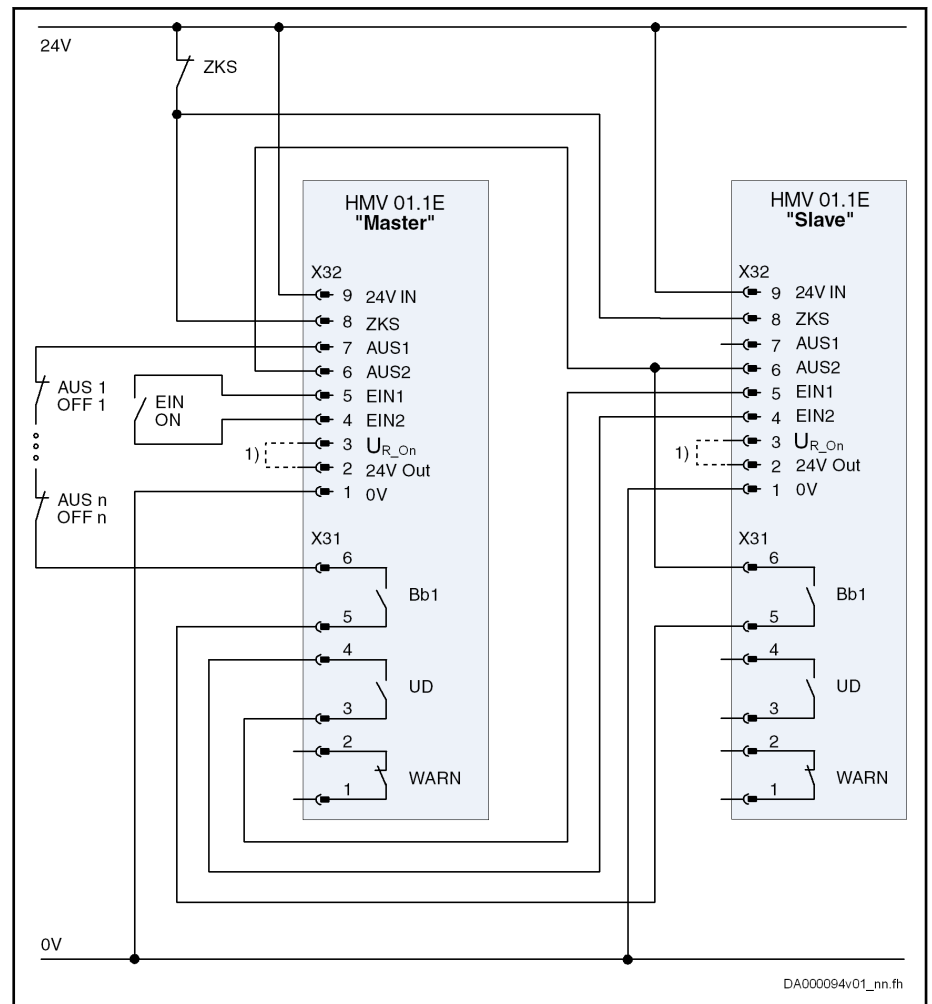 24V
ZKS
HMV 01.1E
"Master"
X32
9 24V IN
8 ZKS
7 AUS1
6 AUS2
5 EIN1
4 EIN2
3 UR_On
2 24V Out
1 0V
X31
6
Bb1
5
4
UD
3
2
WARN
1
AUS 1
OFF 1
EIN
ON
1)
AUS n
OFF n
HMV 01.1E
"Slave"
X32
9 24V IN
8 ZKS
7 AUS1
6 AUS2
5 EIN1
4 EIN2
1)
3 UR_On
2 24V Out
1 0V
X31
6
Bb1
5
4
UD
3
2
WARN
1
0V
DA000094v01_nn.fh